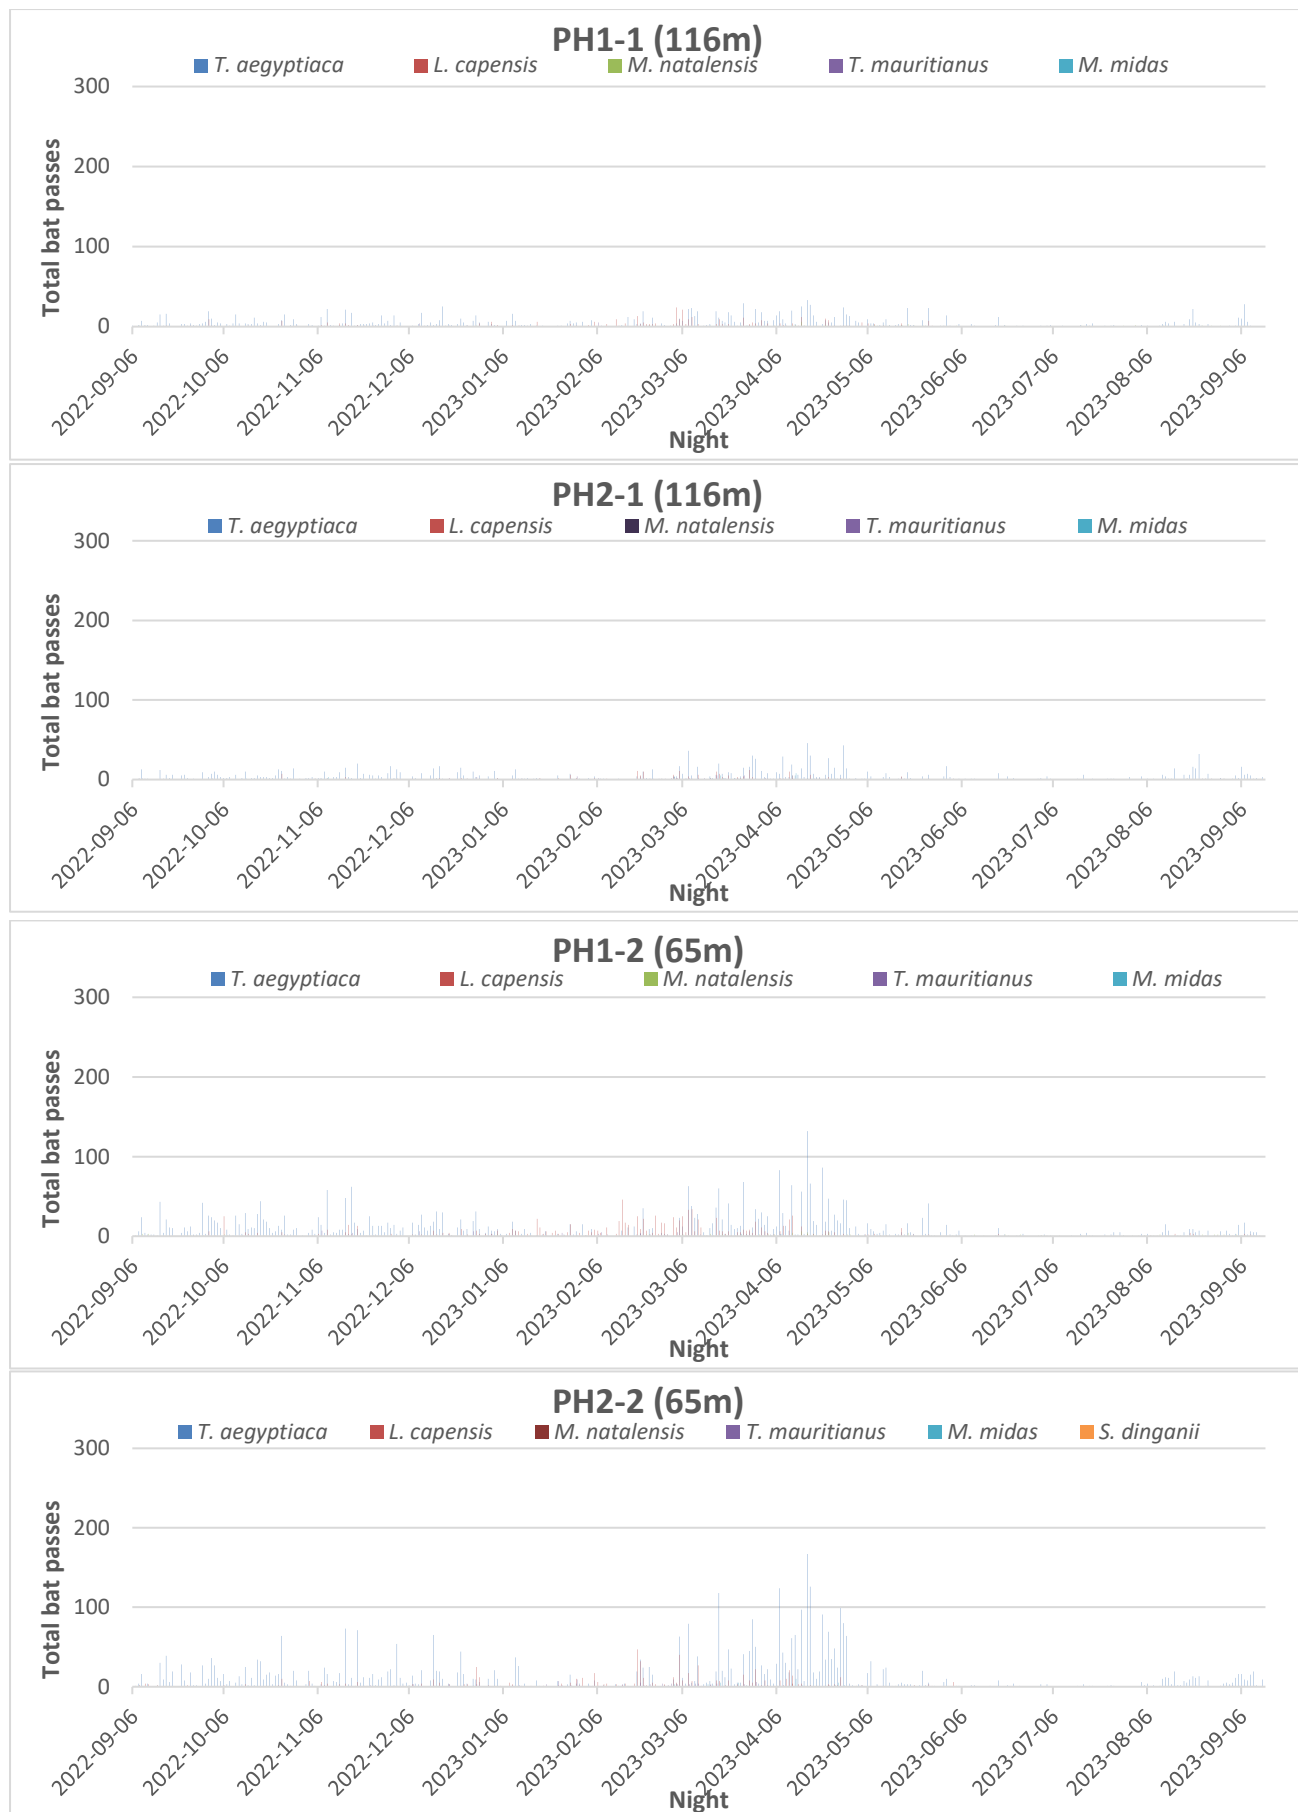 PH1-1 (116m)
T. aegyptiaca L. capensis M. natalensis T. mauritianus M. midas
300
200
100
0
Total bat passes
2022-09-06 2022-10-06 2022-11-06 2022-12-06 2023-01-06 2023-02-06 2023-03-06 2023-04-06 2023-05-06 2023-06-06 2023-07-06 2023-08-06 2023-09-06
Night
PH2-1 (116m)
T. aegyptiaca L. capensis M. natalensis T. mauritianus M. midas
300
200
100
0
Total bat passes
2022-09-06 2022-10-06 2022-11-06 2022-12-06 2023-01-06 2023-02-06 2023-03-06 2023-04-06 2023-05-06 2023-06-06 2023-07-06 2023-08-06 2023-09-06
Night
PH1-2 (65m)
T. aegyptiaca L. capensis M. natalensis T. mauritianus M. midas
300
200
100
0
Total bat passes
2022-09-06 2022-10-06 2022-11-06 2022-12-06 2023-01-06 2023-02-06 2023-03-06 2023-04-06 2023-05-06 2023-06-06 2023-07-06 2023-08-06 2023-09-06
Night
PH2-2 (65m)
T. aegyptiaca L. capensis M. natalensis T. mauritianus M. midas S. dinganii
300
200
100
0
Total bat passes
2022-09-06 2022-10-06 2022-11-06 2022-12-06 2023-01-06 2023-02-06 2023-03-06 2023-04-06 2023-05-06 2023-06-06 2023-07-06 2023-08-06 2023-09-06
Night